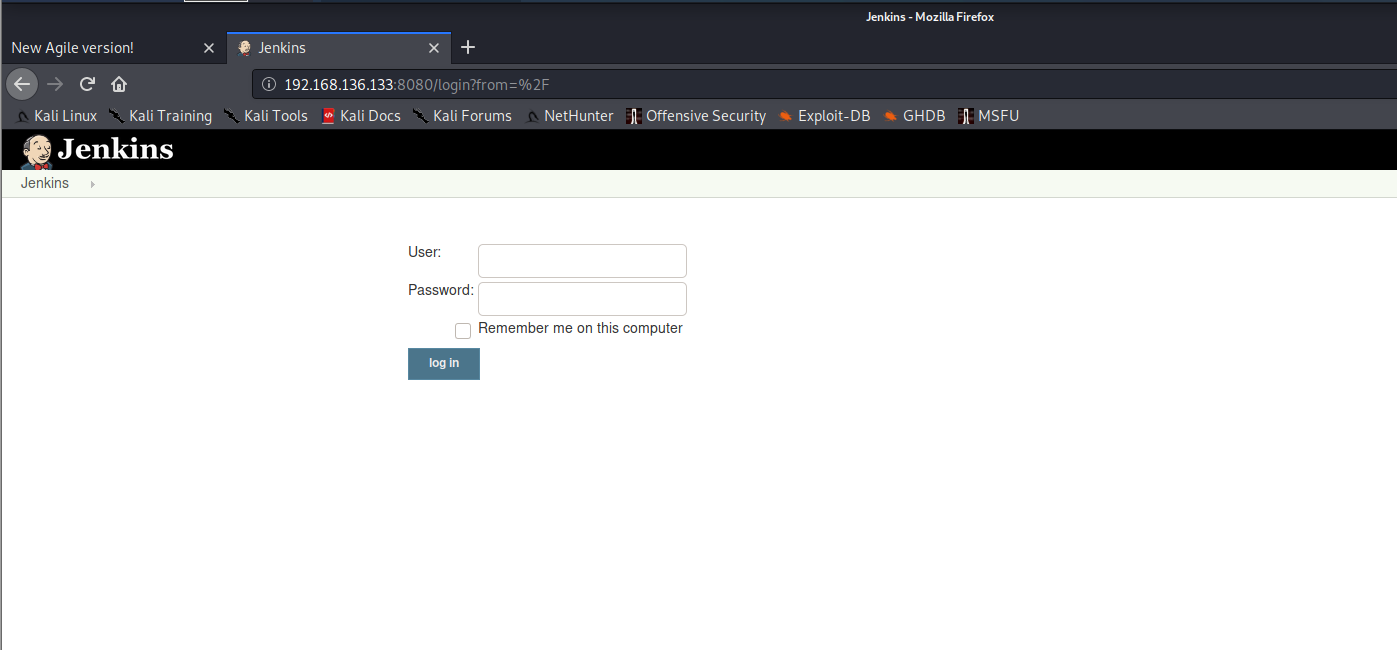 Jenkins - Mozilla Firefox
New Agile version!
Jenkins
192.168.136.133:8080/login?from=%2F
Kali Linux Kali Training Kali Tools Kali Docs Kali Forums NetHunter Offensive Security Exploit-DB GHDB MSFU
Jenkins
Jenkins
User:
Password:
Remember me on this computer
log in